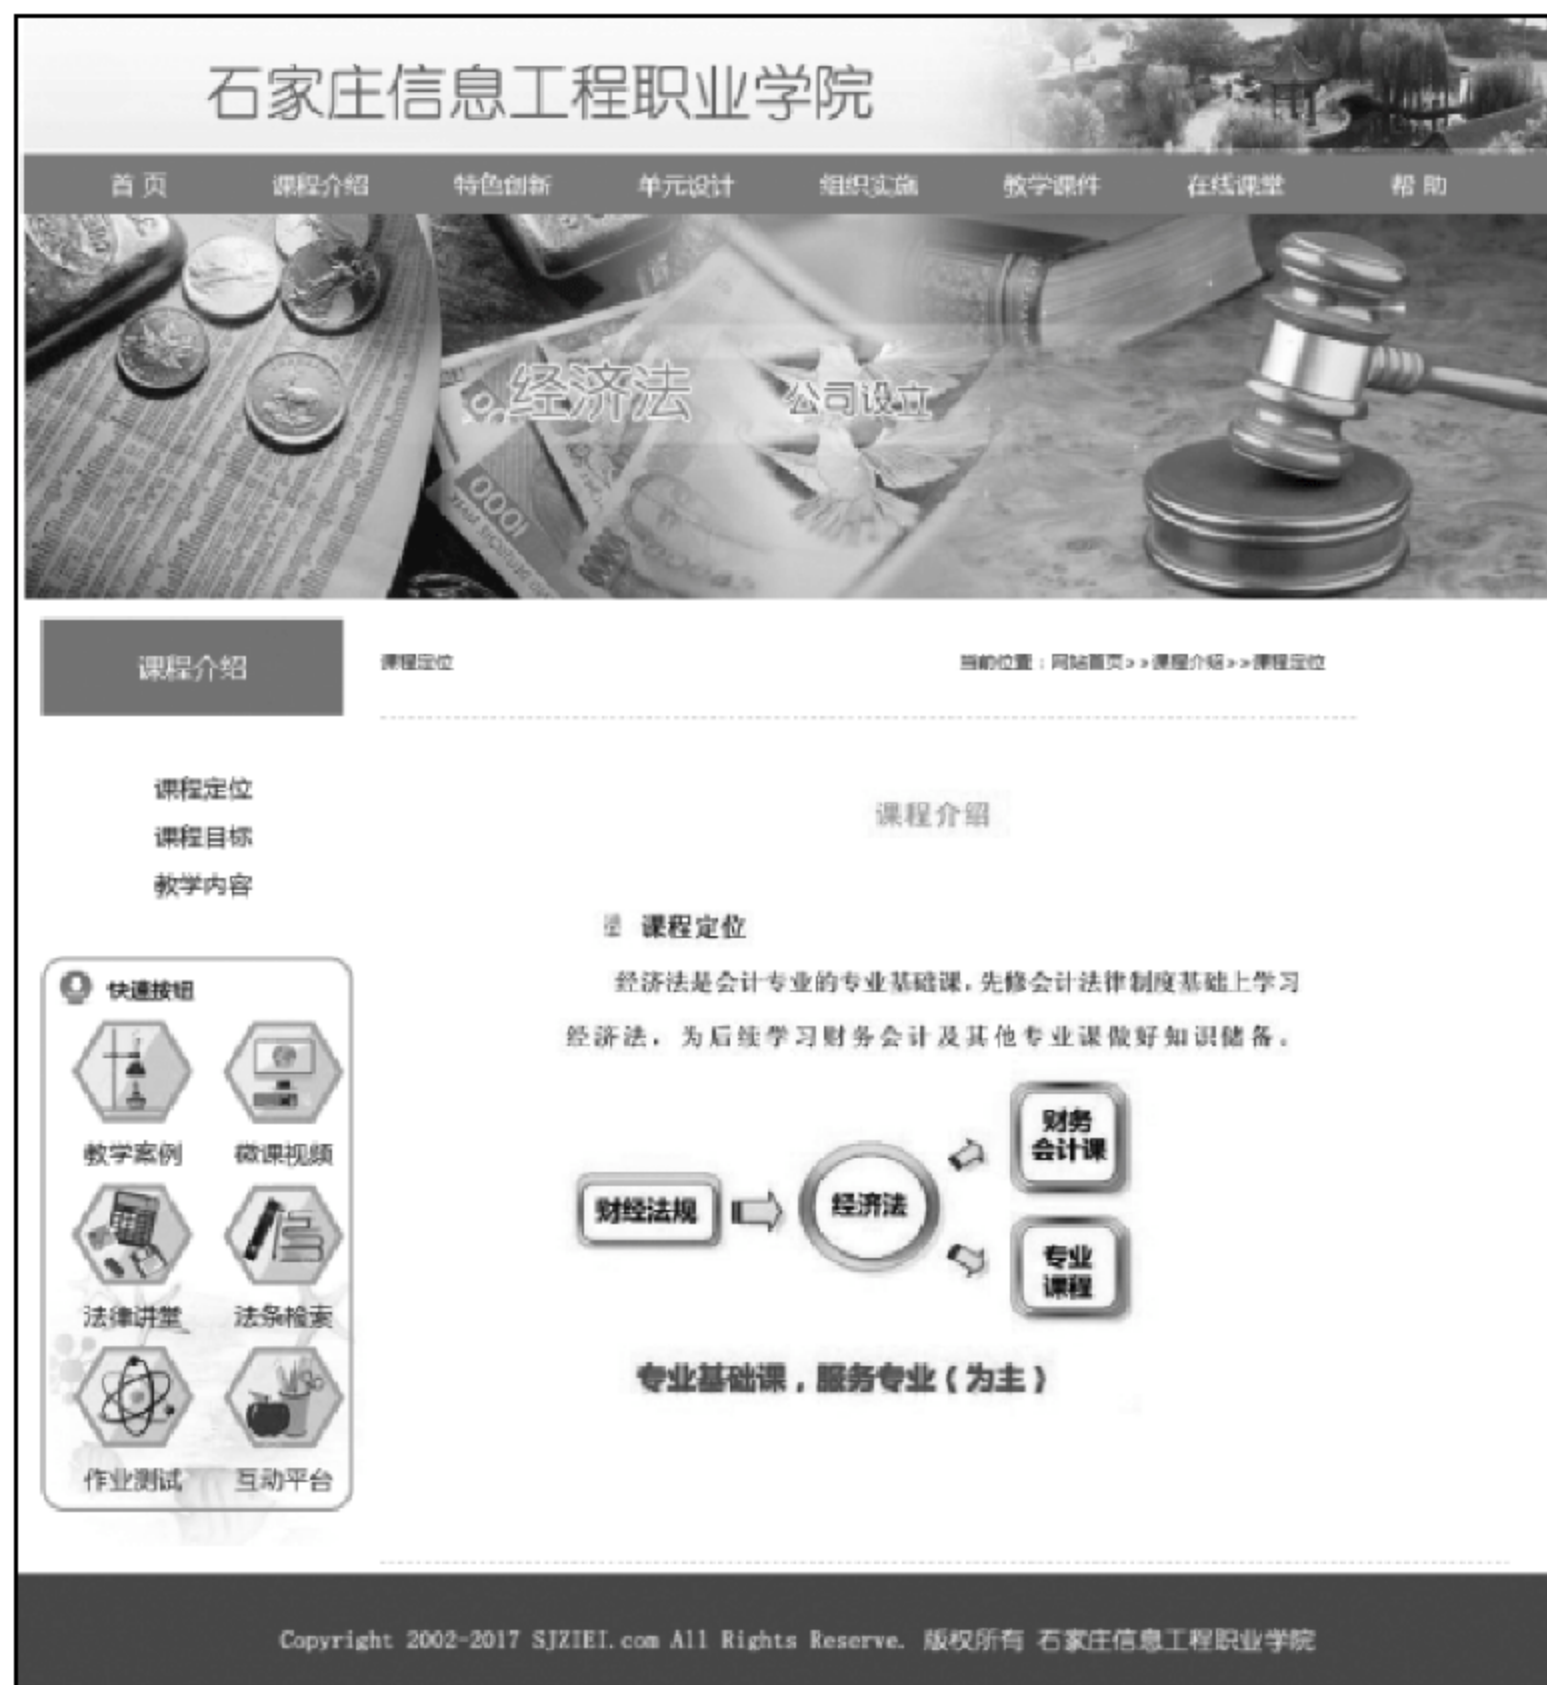 石家庄信息工程职业学院
首页 课程介绍 特色创新 单元设计 组织实施 教学课件 在线课堂 帮助
经济法 公司设立
课程介绍
课程定位
课程目标
教学内容
快速按钮
教学案例 微课视频
法律讲堂 法条检索
作业测试 互动平台
课程定位 当前位置：网站首页>>课程介绍>>课程定位
课程介绍
课程定位
经济法是会计专业的专业基础课，先修会计法律制度基础上学习
经济法，为后续学习财务会计及其他专业课做好知识储备。
财经法规
经济法
财务
会计课
专业
课程
专业基础课，服务专业（为主）
Copyright 2002-2017 SJZIEI.com All Rights Reserve. 版权所有 石家庄信息工程职业学院